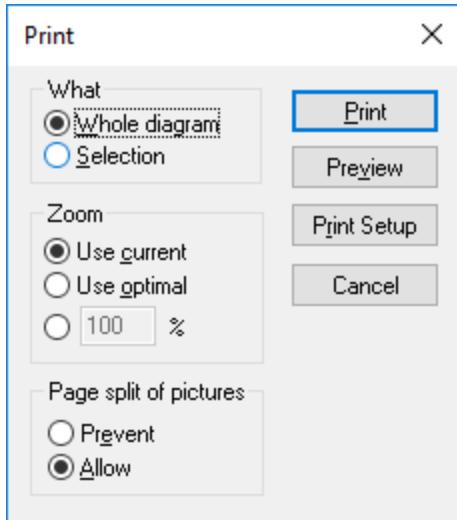 Print
What
Whole diagram
Selection
Zoom
Use current
Use optimal
100 %
Page split of pictures
Prevent
Allow
Print
Preview
Print Setup
Cancel